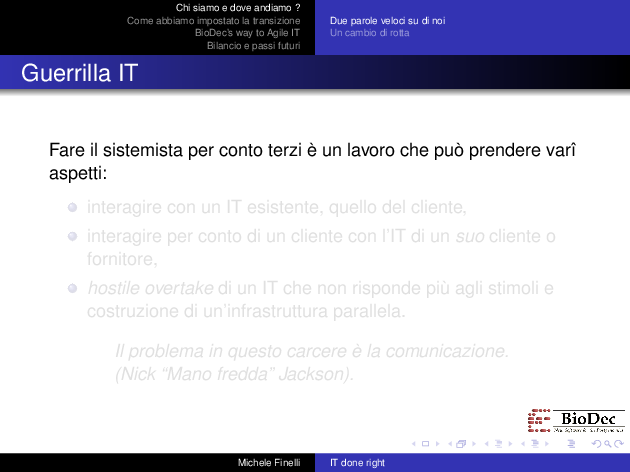 Chi siamo e dove andiamo ?
Come abbiamo impostato la transizione
BioDec's way to Agile IT
Bilancio e passi futuri
Due parole veloci su di noi
Un cambio di rotta
Guerrilla IT
Fare il sistemista per conto terzi è un lavoro che può prendere varî
aspetti:
interagire con un IT esistente, quello del cliente,
interagire per conto di un cliente con l'IT di un suo cliente o
fornitore,
hostile overtake di un IT che non risponde più agli stimoli e
costruzione di un'infrastruttura parallela.
Il problema in questo carcere è la comunicazione.
(Nick “Mano fredda” Jackson).
BioDec
Michele Finelli
IT done right